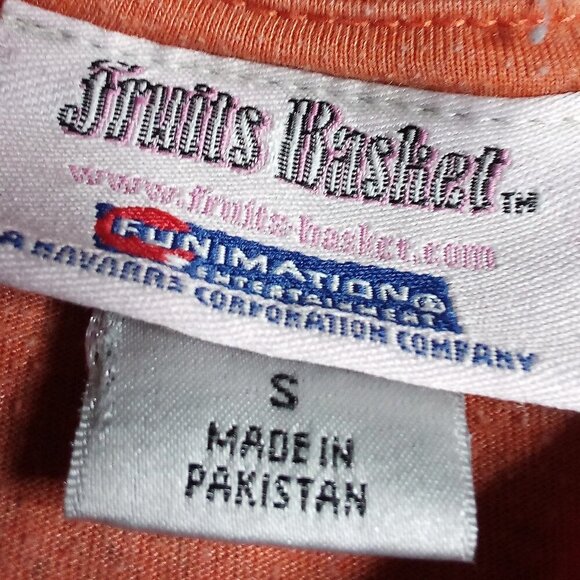 Fruits Basket™
www.fruits-basket.com
FUNIMATION®
ENTERTAINMENT
A NAVARRE CORPORATION COMPANY
S
MADE IN
PAKISTAN